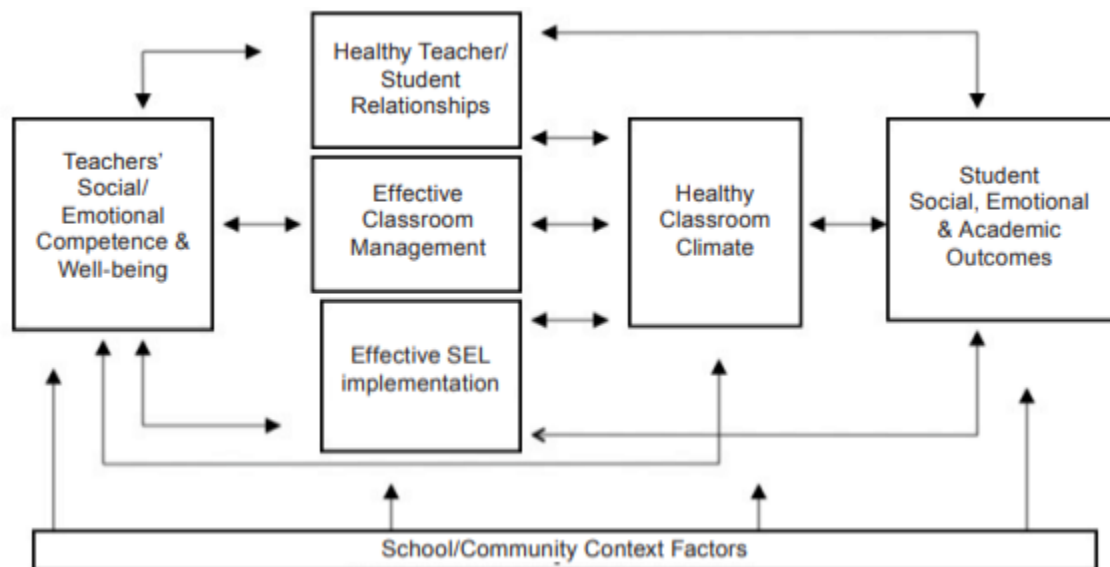 Healthy Teacher/
Student
Relationships
Teachers'
Social/
Emotional
Competence &
Well-being
Effective
Classroom
Management
Healthy
Classroom
Climate
Student
Social, Emotional
& Academic
Outcomes
Effective SEL
implementation
School/Community Context Factors